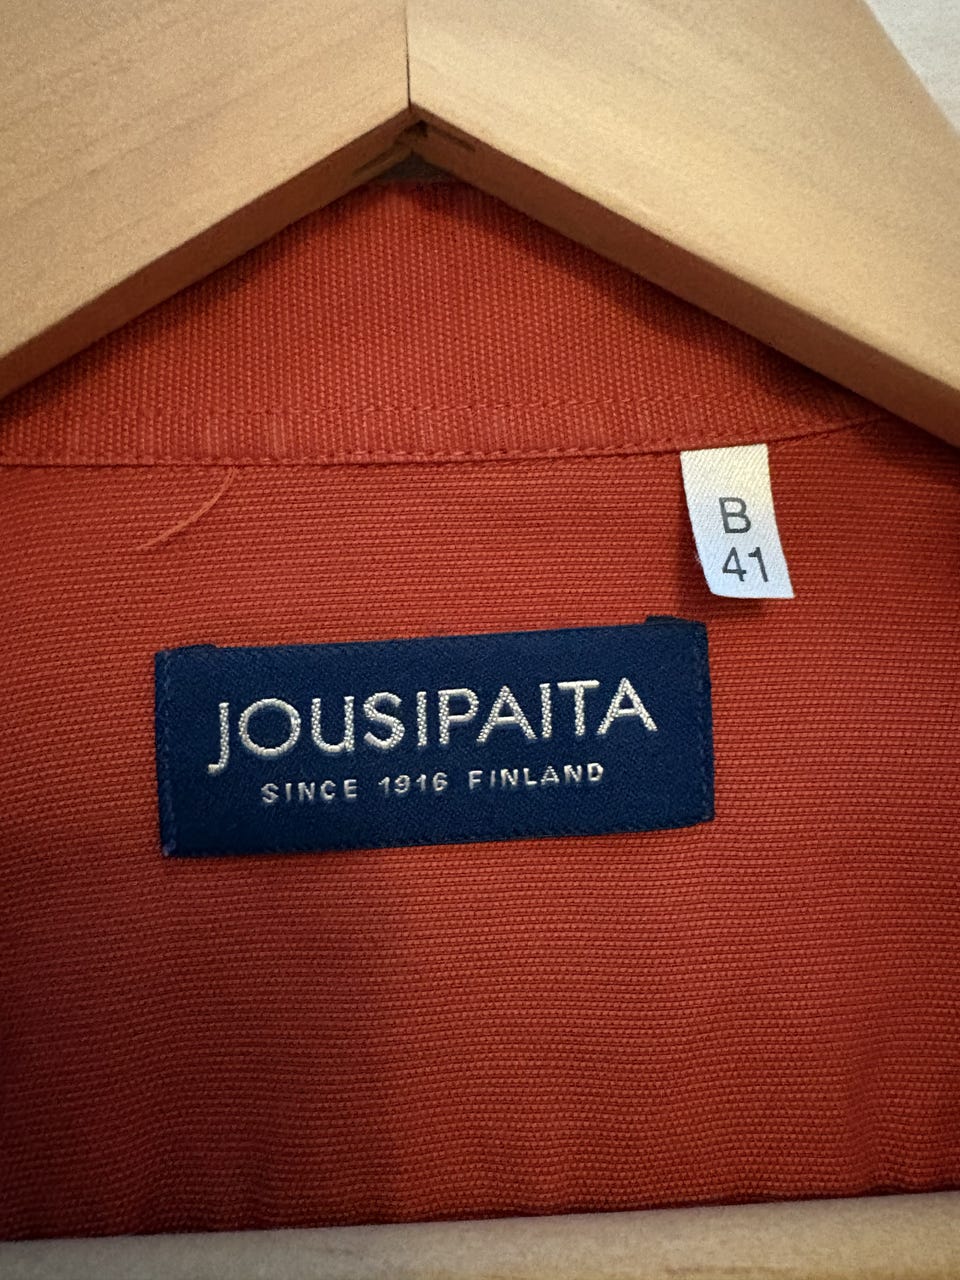 B
41
JOUSIPAITA
SINCE 1916 FINLAND